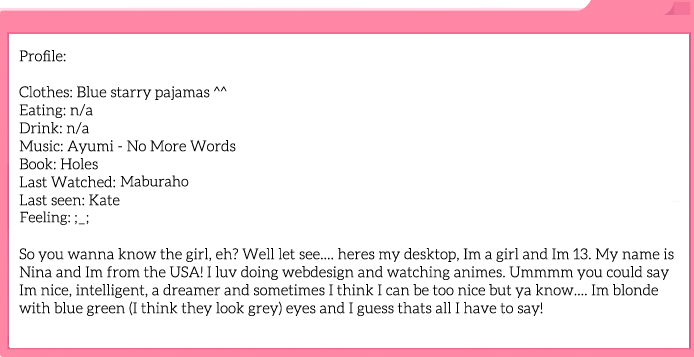 Profile:
Clothes: Blue starry pajamas ^^
Eating: n/a
Drink: n/a
Music: Ayumi - No More Words
Book: Holes
Last Watched: Maburaho
Last seen: Kate
Feeling: ;_;
So you wanna know the girl, eh? Well let see.... heres my desktop, Im a girl and Im 13. My name is
Nina and Im from the USA! I luv doing webdesign and watching animes. Ummmm you could say
Im nice, intelligent, a dreamer and sometimes I think I can be too nice but ya know.... Im blonde
with blue green (I think they look grey) eyes and I guess thats all I have to say!